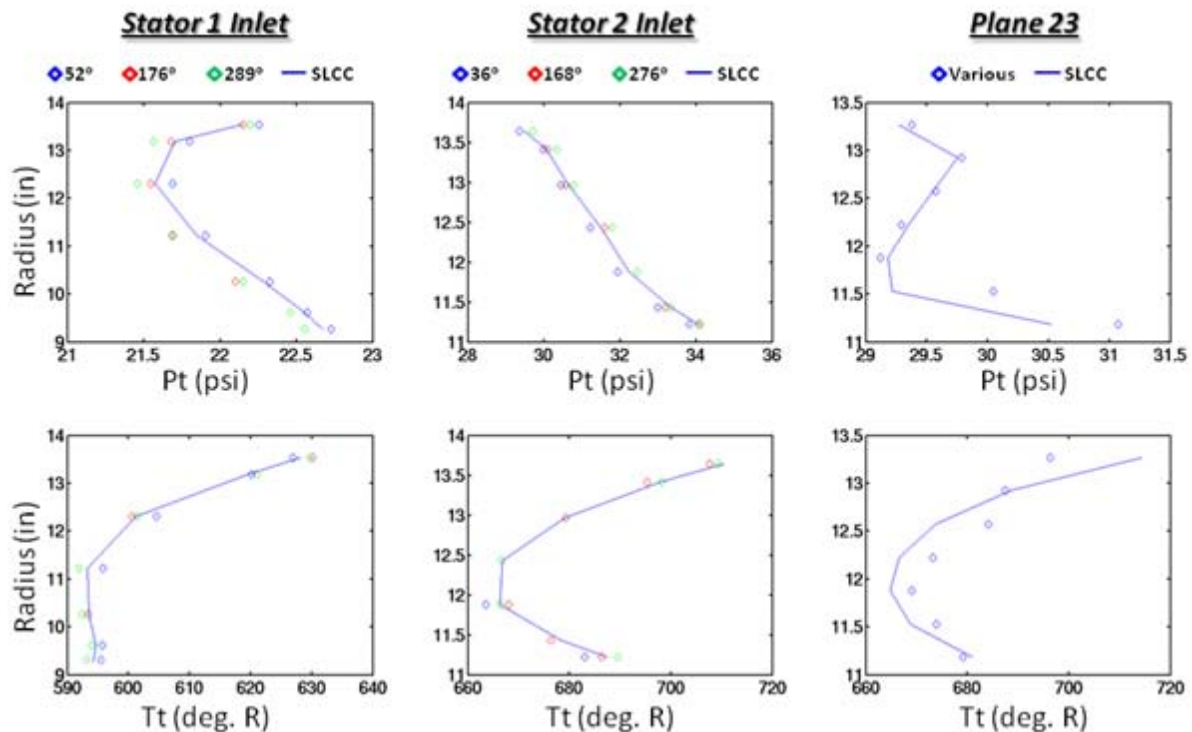 Stator 1 Inlet
Stator 2 Inlet
Plane 23
52° 176° 289° SLCC
36° 168° 276° SLCC
Various SLCC
14
13
12
11
10
9
Radius (in)
21 21.5 22 22.5 23
Pt (psi)
14
13.5
13
12.5
12
11.5
11
28 30 32 34 36
Pt (psi)
13.5
13
12.5
12
11.5
11
29 29.5 30 30.5 31 31.5
Pt (psi)
14
13
12
11
10
9
Radius (in)
590 600 610 620 630 640
Tt (deg. R)
14
13.5
13
12.5
12
11.5
11
660 680 700 720
Tt (deg. R)
13.5
13
12.5
12
11.5
11
660 680 700 720
Tt (deg. R)